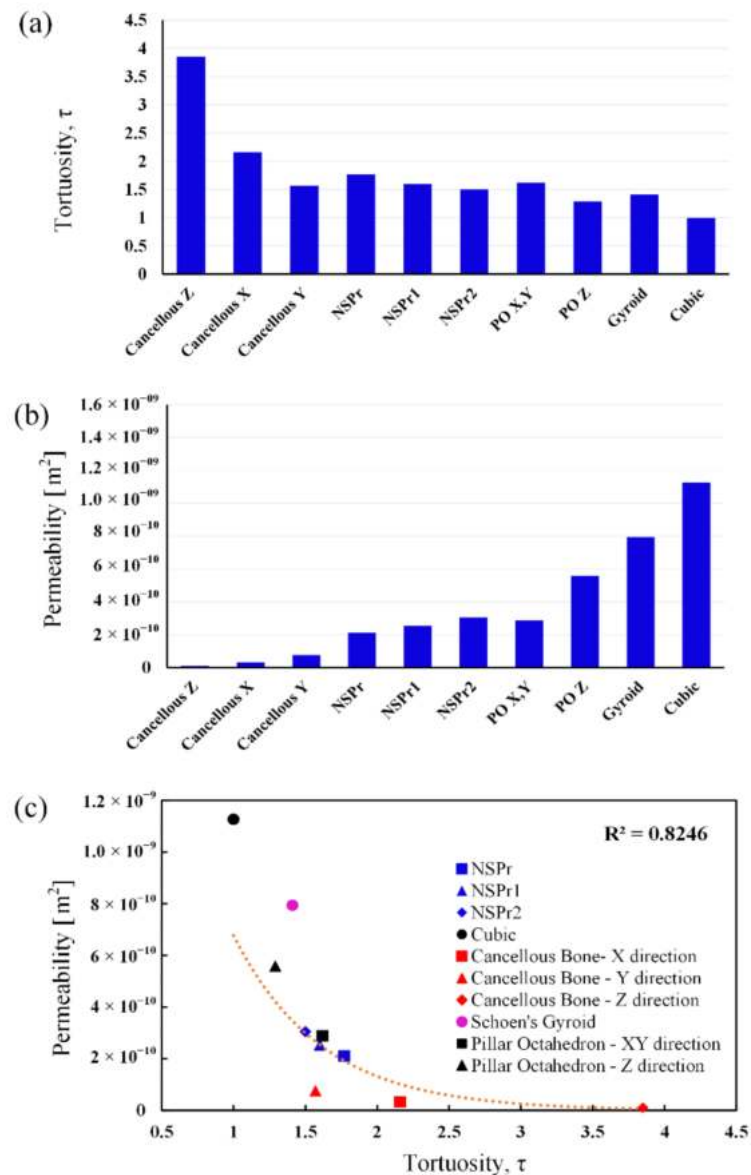 (a)
Tortuosity, τ
4.5
4
3.5
3
2.5
2
1.5
1
0.5
0
Cancellous Z
Cancellous X
Cancellous Y
NSPr
NSPr1
NSPr2
PO X,Y
PO Z
Gyroid
Cubic
(b)
Permeability [ m²]
1.6 × 10⁻⁰⁹
1.4 × 10⁻⁰⁹
1.2 × 10⁻⁰⁹
1.0 × 10⁻⁰⁹
8 × 10⁻¹⁰
6 × 10⁻¹⁰
4 × 10⁻¹⁰
2 × 10⁻¹⁰
0
Cancellous Z
Cancellous X
Cancellous Y
NSPr
NSPr1
NSPr2
PO X,Y
PO Z
Gyroid
Cubic
(c)
Permeability [ m²]
1.2 × 10⁻⁹
1.0 × 10⁻⁹
8 × 10⁻¹⁰
6 × 10⁻¹⁰
4 × 10⁻¹⁰
2 × 10⁻¹⁰
0
R² = 0.8246
NSPr
NSPr1
NSPr2
Cubic
Cancellous Bone- X direction
Cancellous Bone - Y direction
Cancellous Bone - Z direction
Schoen's Gyroid
Pillar Octahedron - XY direction
Pillar Octahedron - Z direction
0.5 1 1.5 2 2.5 3 3.5 4 4.5
Tortuosity, τ